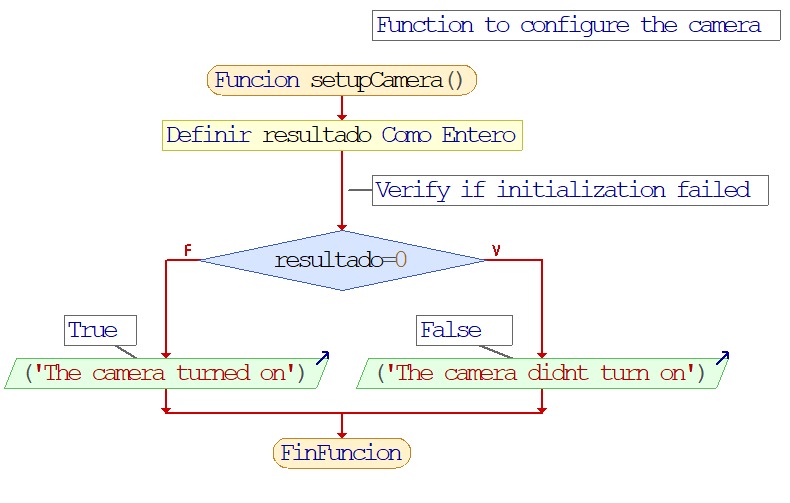 Function to configure the camera
Funcion setupCamera()
Definir resultado Como Entero
Verify if initialization failed
F
V
resultado=0
True
False
('The camera turned on')
('The camera didnt turn on')
FinFuncion